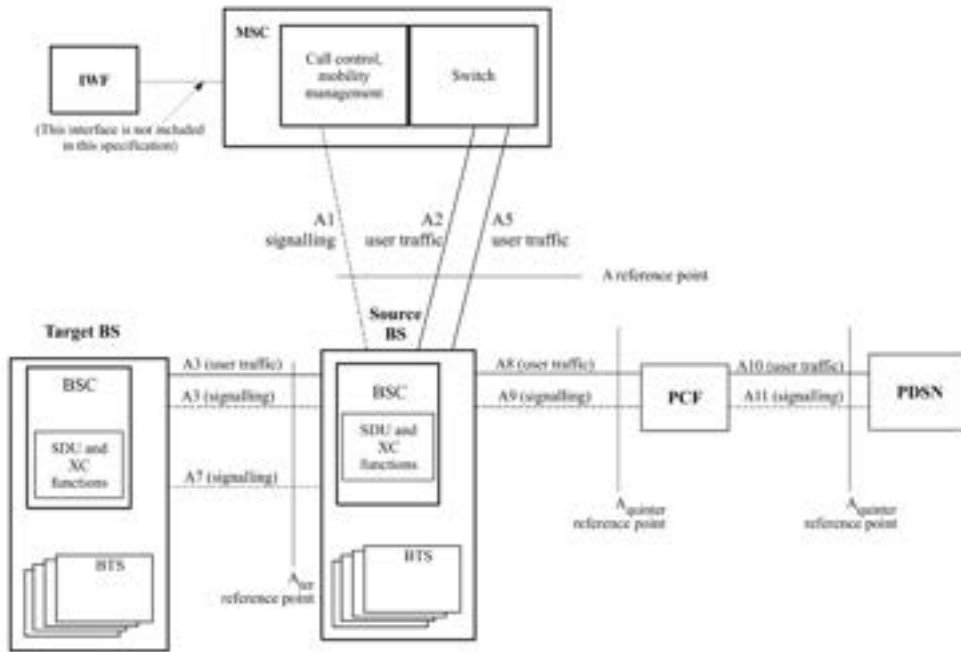 MSC
Call control,
mobility
management
Switch
IWF
(This interface is not included
in this specification)
A1
signalling
A2
user traffic
A5
user traffic
A reference point
Target BS
Source
BS
A3 (user traffic)
A3 (signalling)
A7 (signalling)
BSC
SDU and
XC
functions
BTS
A ter
reference point
BSC
SDU and
XC
functions
BTS
A8 (user traffic)
A9 (signalling)
PCF
A10 (user traffic)
A11 (signalling)
PDSN
A quinter
reference point
A quinter
reference point